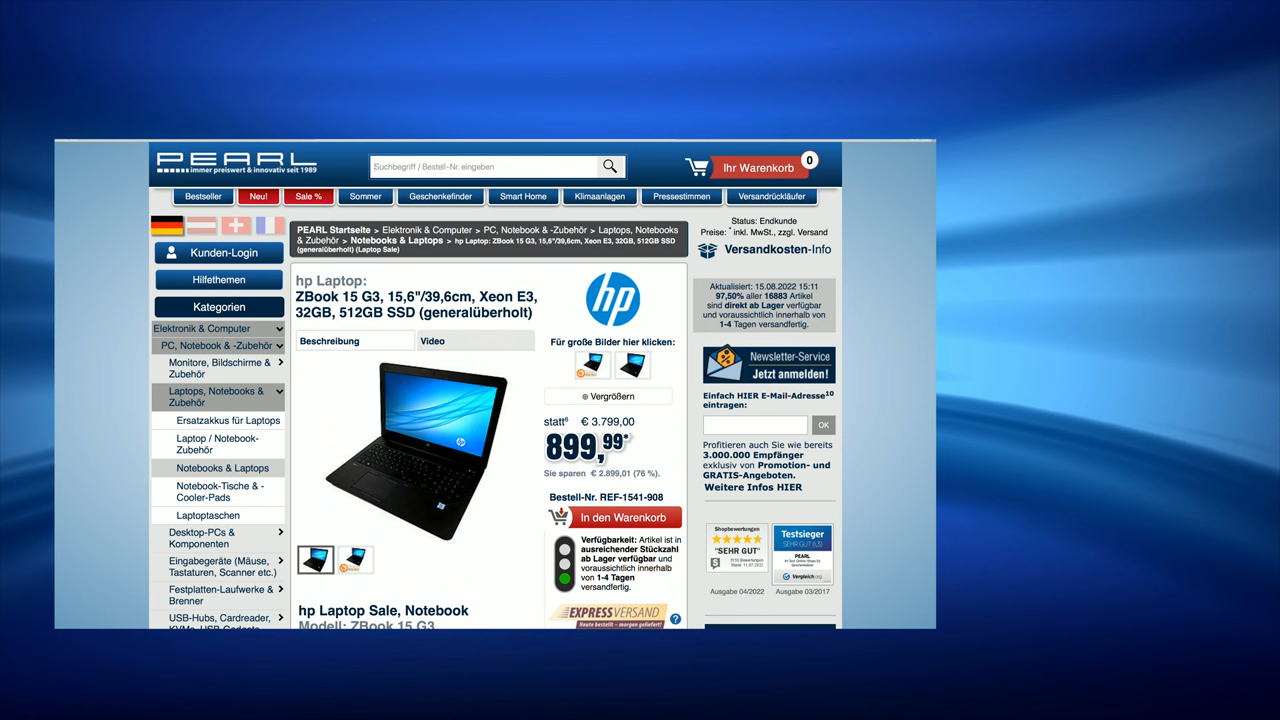 PEARL
immer preiswert & innovativ seit 1989
Suchbegriff / Bestell-Nr. eingeben
Ihr Warenkorb
0
Bestseller
Neu!
Sale %
Sommer
Geschenkefinder
Smart Home
Klimaanlagen
Pressestimmen
Versandrückläufer
Kunden-Login
Hilfethemen
Kategorien
Elektronik & Computer
PC, Notebook & -Zubehör
Monitore, Bildschirme &
Zubehör
Laptops, Notebooks &
Zubehör
Ersatzakkus für Laptops
Laptop / Notebook-
Zubehör
Notebooks & Laptops
Notebook-Tische & -
Cooler-Pads
Laptoptaschen
Desktop-PCs &
Komponenten
Eingabegeräte (Mäuse,
Tastaturen, Scanner etc.)
Festplatten-Laufwerke &
Brenner
USB-Hubs, Cardreader,
PEARL Startseite > Elektronik & Computer > PC, Notebook & -Zubehör > Laptops, Notebooks
& Zubehör > Notebooks & Laptops > hp Laptop: ZBook 15 G3, 15,6"/39,6cm, Xeon E3, 32GB, 512GB SSD
(generalüberholt) (Laptop Sale)
hp Laptop:
ZBook 15 G3, 15,6"/39,6cm, Xeon E3,
32GB, 512GB SSD (generalüberholt)
Beschreibung
Video
hp
hp Laptop Sale, Notebook
Modell: ZBook 15 G3
hp
Für große Bilder hier klicken:
Vergrößern
statt⁶ € 3.799,00
899,99*
Sie sparen € 2.899,01 (76 %).
Bestell-Nr. REF-1541-908
In den Warenkorb
Verfügbarkeit: Artikel ist in
ausreichender Stückzahl
ab Lager verfügbar und
voraussichtlich innerhalb
von 1-4 Tagen
versandfertig.
EXPRESSVERSAND
Heute bestellt – morgen geliefert!
?
Status: Endkunde
Preise: * inkl. MwSt., zzgl. Versand
Versandkosten-Info
Aktualisiert: 15.08.2022 15:11
97,50% aller 16883 Artikel
sind direkt ab Lager verfügbar
und voraussichtlich innerhalb von
1-4 Tagen versandfertig.
%
Newsletter-Service
Jetzt anmelden!
Einfach HIER E-Mail-Adresse¹⁰
eintragen:
OK
Profitieren auch Sie wie bereits
3.000.000 Empfänger
exklusiv von Promotion- und
GRATIS-Angeboten.
Weitere Infos HIER
Shopbewertungen
"SEHR GUT"
Ausgabe 04/2022
Testsieger
SEHR GUT (1,5)
PEARL
Vergleich.org
Ausgabe 03/2017